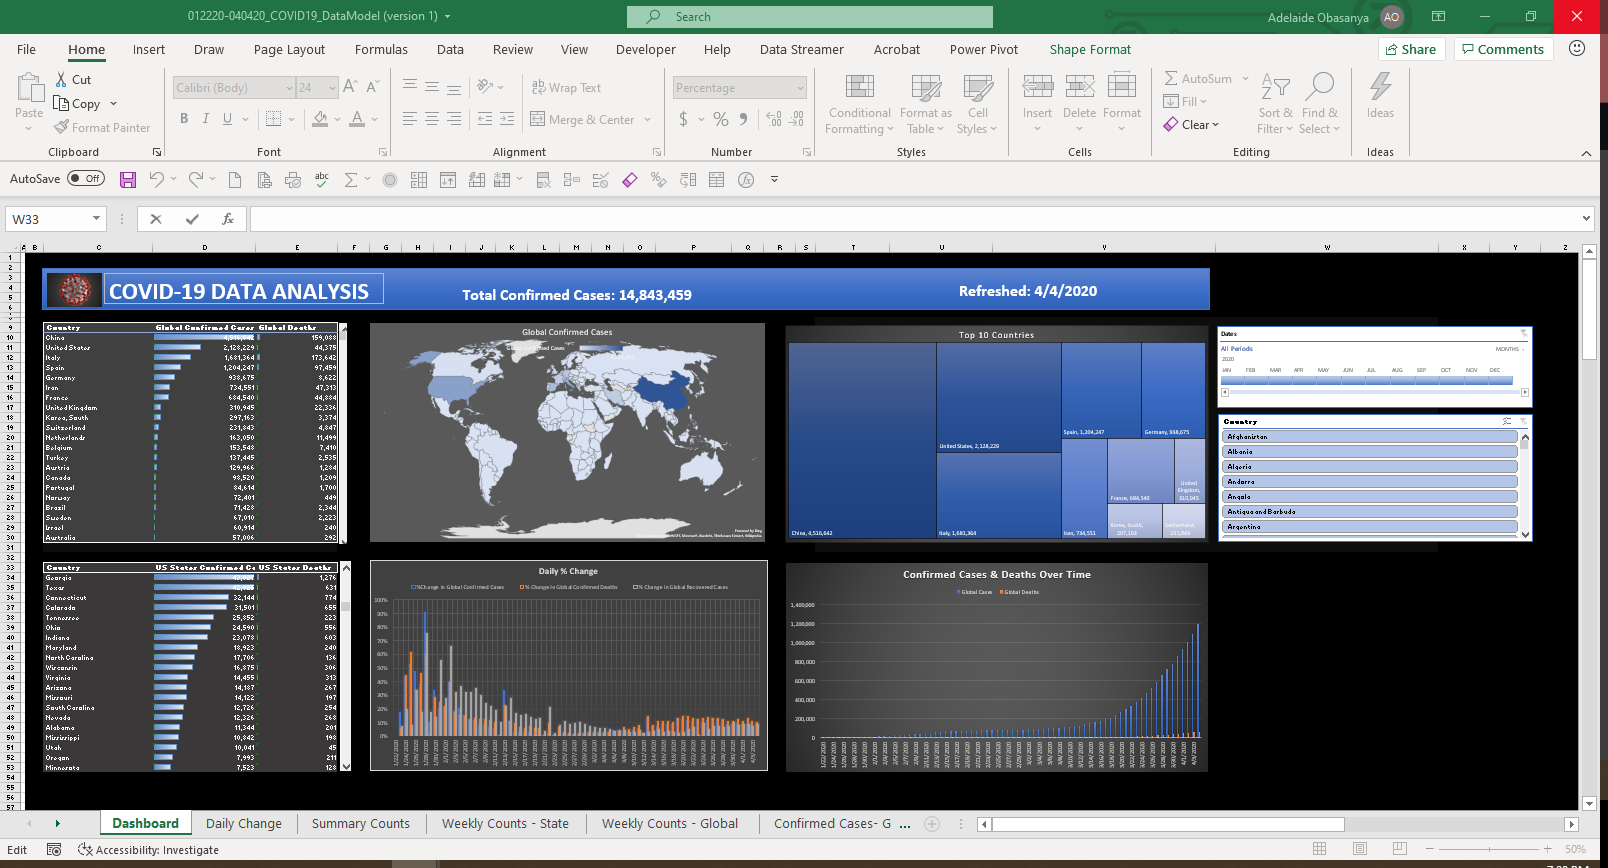 012220-040420_COVID19_DataModel (version 1)
Search
Adelaide Obasanya
AO
File Home Insert Draw Page Layout Formulas Data Review View Developer Help Data Streamer Acrobat Power Pivot Shape Format
Share
Comments
Paste
Cut
Copy
Format Painter
Calibri (Body)
24
B I U
Wrap Text
Merge & Center
Percentage
Conditional Formatting
Format as Table
Cell Styles
Insert Delete Format
AutoSum
Fill
Clear
Sort & Filter
Find & Select
Ideas
Clipboard Font Alignment Number Styles Cells Editing Ideas
AutoSave Off
W33
fx
COVID-19 DATA ANALYSIS
Total Confirmed Cases: 14,843,459
Refreshed: 4/4/2020
Country Global Confirmed Cases Global Deaths
China 159,088
United States 2,128,229 44,375
Italy 1,681,364 173,642
Spain 1,204,247 97,459
Germany 938,675 8,622
Iran 734,551 47,313
France 684,540 44,884
United Kingdom 310,945 22,336
Korea, South 297,163 3,374
Switzerland 231,843 4,847
Netherlands 163,050 11,499
Belgium 153,548 7,410
Turkey 137,445 2,535
Austria 129,966 1,284
Canada 98,520 1,209
Portugal 84,614 1,700
Norway 72,401 449
Brazil 71,428 2,344
Sweden 67,010 2,223
Israel 60,914 240
Australia 57,006 292
Global Confirmed Cases
Powered by Bing
Top 10 Countries
China, 4,516,642
United States, 2,128,229
Italy, 1,681,364
Spain, 1,204,247
Germany, 938,675
Iran, 734,551
France, 684,540
United Kingdom, 310,945
Korea, South, 297,163
Switzerland, 231,843
Dates
All Periods
MONTHS
2020
JAN FEB MAR APR MAY JUN JUL AUG SEP OCT NOV DEC
Country
Afghanistan
Albania
Algeria
Andorra
Angola
Antigua and Barbuda
Argentina
Country US States Confirmed Ca US States Deaths
Georgia 1,276
Texas 631
Connecticut 32,144 774
Colorado 31,501 655
Tennessee 25,852 223
Ohio 24,590 556
Indiana 23,078 603
Maryland 18,923 240
North Carolina 17,706 136
Wisconsin 16,875 306
Virginia 14,455 313
Arizona 14,187 267
Missouri 14,122 197
South Carolina 12,726 254
Nevada 12,326 268
Alabama 11,344 201
Mississippi 10,842 198
Utah 10,041 45
Oregon 7,993 211
Minnesota 7,523 128
Daily % Change
%Change in Global Confirmed Cases
% Change in Global Confirmed Deaths
% Change in Global Recovered Cases
100%
90%
80%
70%
60%
50%
40%
30%
20%
10%
0%
Confirmed Cases & Deaths Over Time
Global Cases
Global Deaths
1,400,000
1,200,000
1,000,000
800,000
600,000
400,000
200,000
0
Dashboard
Daily Change
Summary Counts
Weekly Counts - State
Weekly Counts - Global
Confirmed Cases- G ...
Edit
Accessibility: Investigate
50%